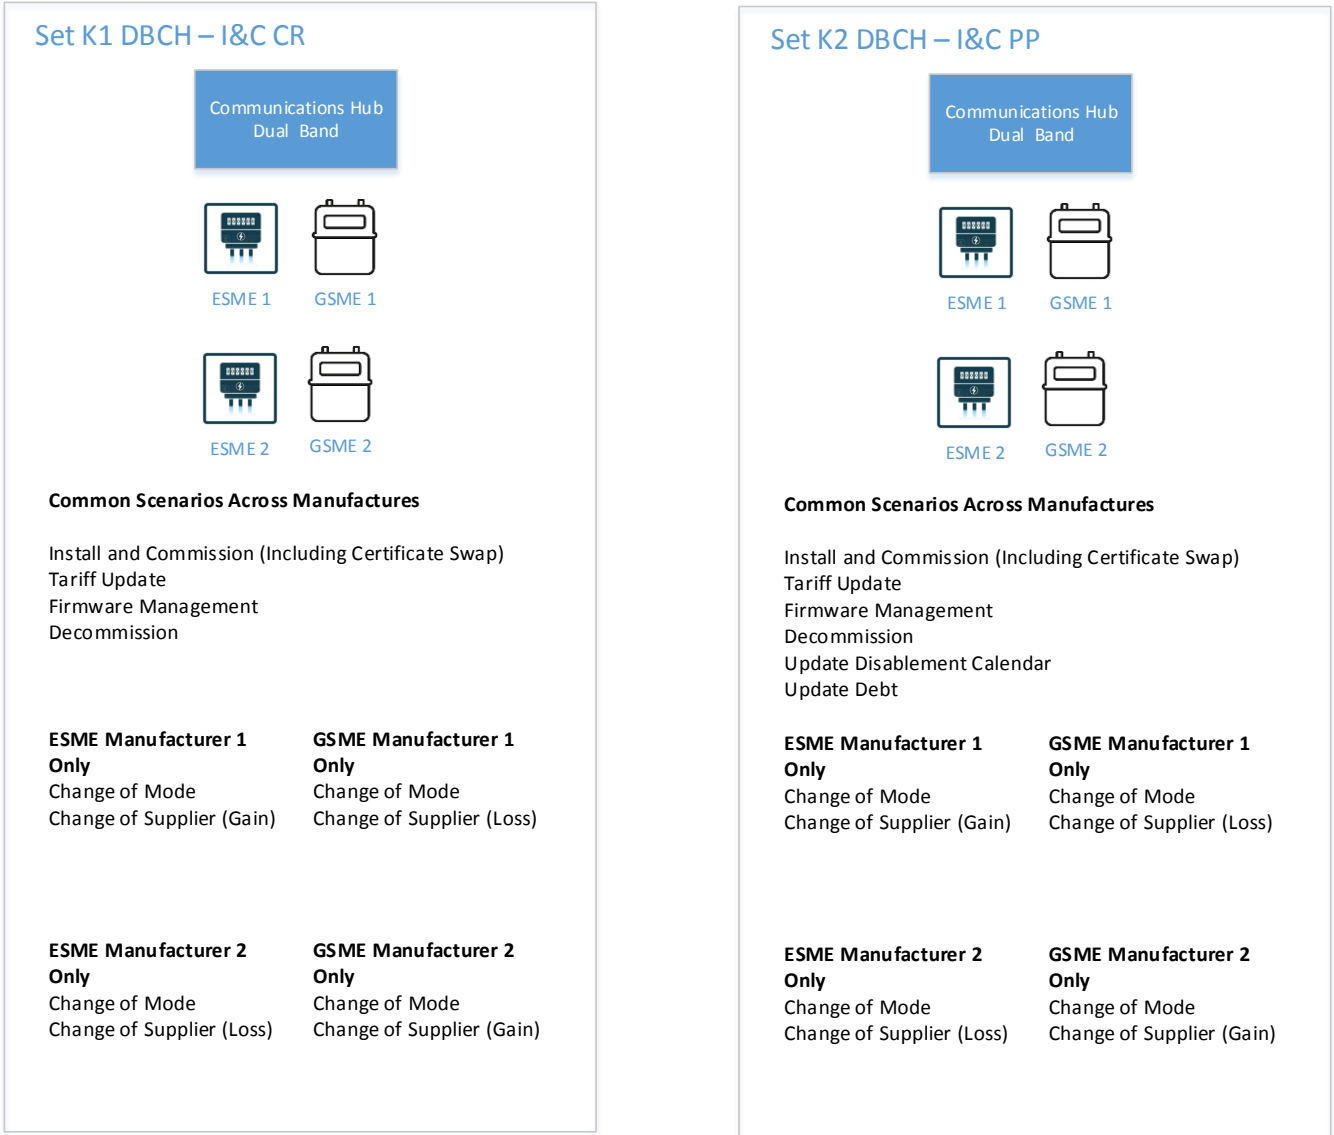 Set K1 DBCH – I&C CR
Communications Hub
Dual Band
ESME 1
GSME 1
ESME 2
GSME 2
Common Scenarios Across Manufactures
Install and Commission (Including Certificate Swap)
Tariff Update
Firmware Management
Decommission
ESME Manufacturer 1
Only
Change of Mode
Change of Supplier (Gain)
GSME Manufacturer 1
Only
Change of Mode
Change of Supplier (Loss)
ESME Manufacturer 2
Only
Change of Mode
Change of Supplier (Loss)
GSME Manufacturer 2
Only
Change of Mode
Change of Supplier (Gain)
Set K2 DBCH – I&C PP
Communications Hub
Dual Band
ESME 1
GSME 1
ESME 2
GSME 2
Common Scenarios Across Manufactures
Install and Commission (Including Certificate Swap)
Tariff Update
Firmware Management
Decommission
Update Disablement Calendar
Update Debt
ESME Manufacturer 1
Only
Change of Mode
Change of Supplier (Gain)
GSME Manufacturer 1
Only
Change of Mode
Change of Supplier (Loss)
ESME Manufacturer 2
Only
Change of Mode
Change of Supplier (Loss)
GSME Manufacturer 2
Only
Change of Mode
Change of Supplier (Gain)